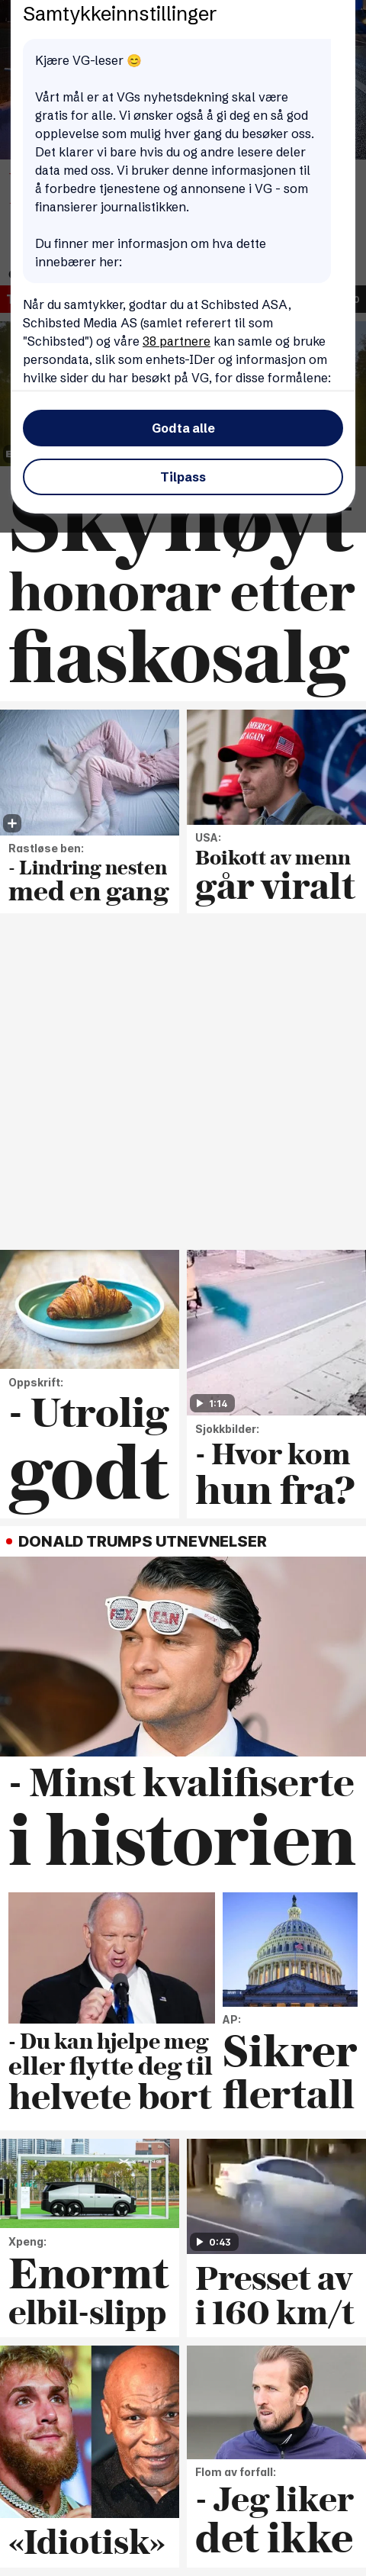 Samtykkeinnstillinger
Kjære VG-leser 😊
Vårt mål er at VGs nyhetsdekning skal være
gratis for alle. Vi ønsker også å gi deg en så god
opplevelse som mulig hver gang du besøker oss.
Det klarer vi bare hvis du og andre lesere deler
data med oss. Vi bruker denne informasjonen til
å forbedre tjenestene og annonsene i VG - som
finansierer journalistikken.
Du finner mer informasjon om hva dette
innebærer her:
Når du samtykker, godtar du at Schibsted ASA,
Schibsted Media AS (samlet referert til som
"Schibsted") og våre 38 partnere kan samle og bruke
persondata, slik som enhets-IDer og informasjon om
hvilke sider du har besøkt på VG, for disse formålene:
Godta alle
Tilpass
Skyhøyt
honorar etter
fiaskosalg
Rastløse ben:
- Lindring nesten
med en gang
USA:
Boikott av menn
går viralt
Oppskrift:
- Utrolig
godt
1:14
Sjokkbilder:
- Hvor kom
hun fra?
DONALD TRUMPS UTNEVNELSER
FOX FAN
- Minst kvalifiserte
i historien
- Du kan hjelpe meg
eller flytte deg til
helvete bort
AP:
Sikrer
flertall
Xpeng:
Enormt
elbil-slipp
0:43
Presset av
i 160 km/t
«Idiotisk»
Flom av forfall:
- Jeg liker
det ikke